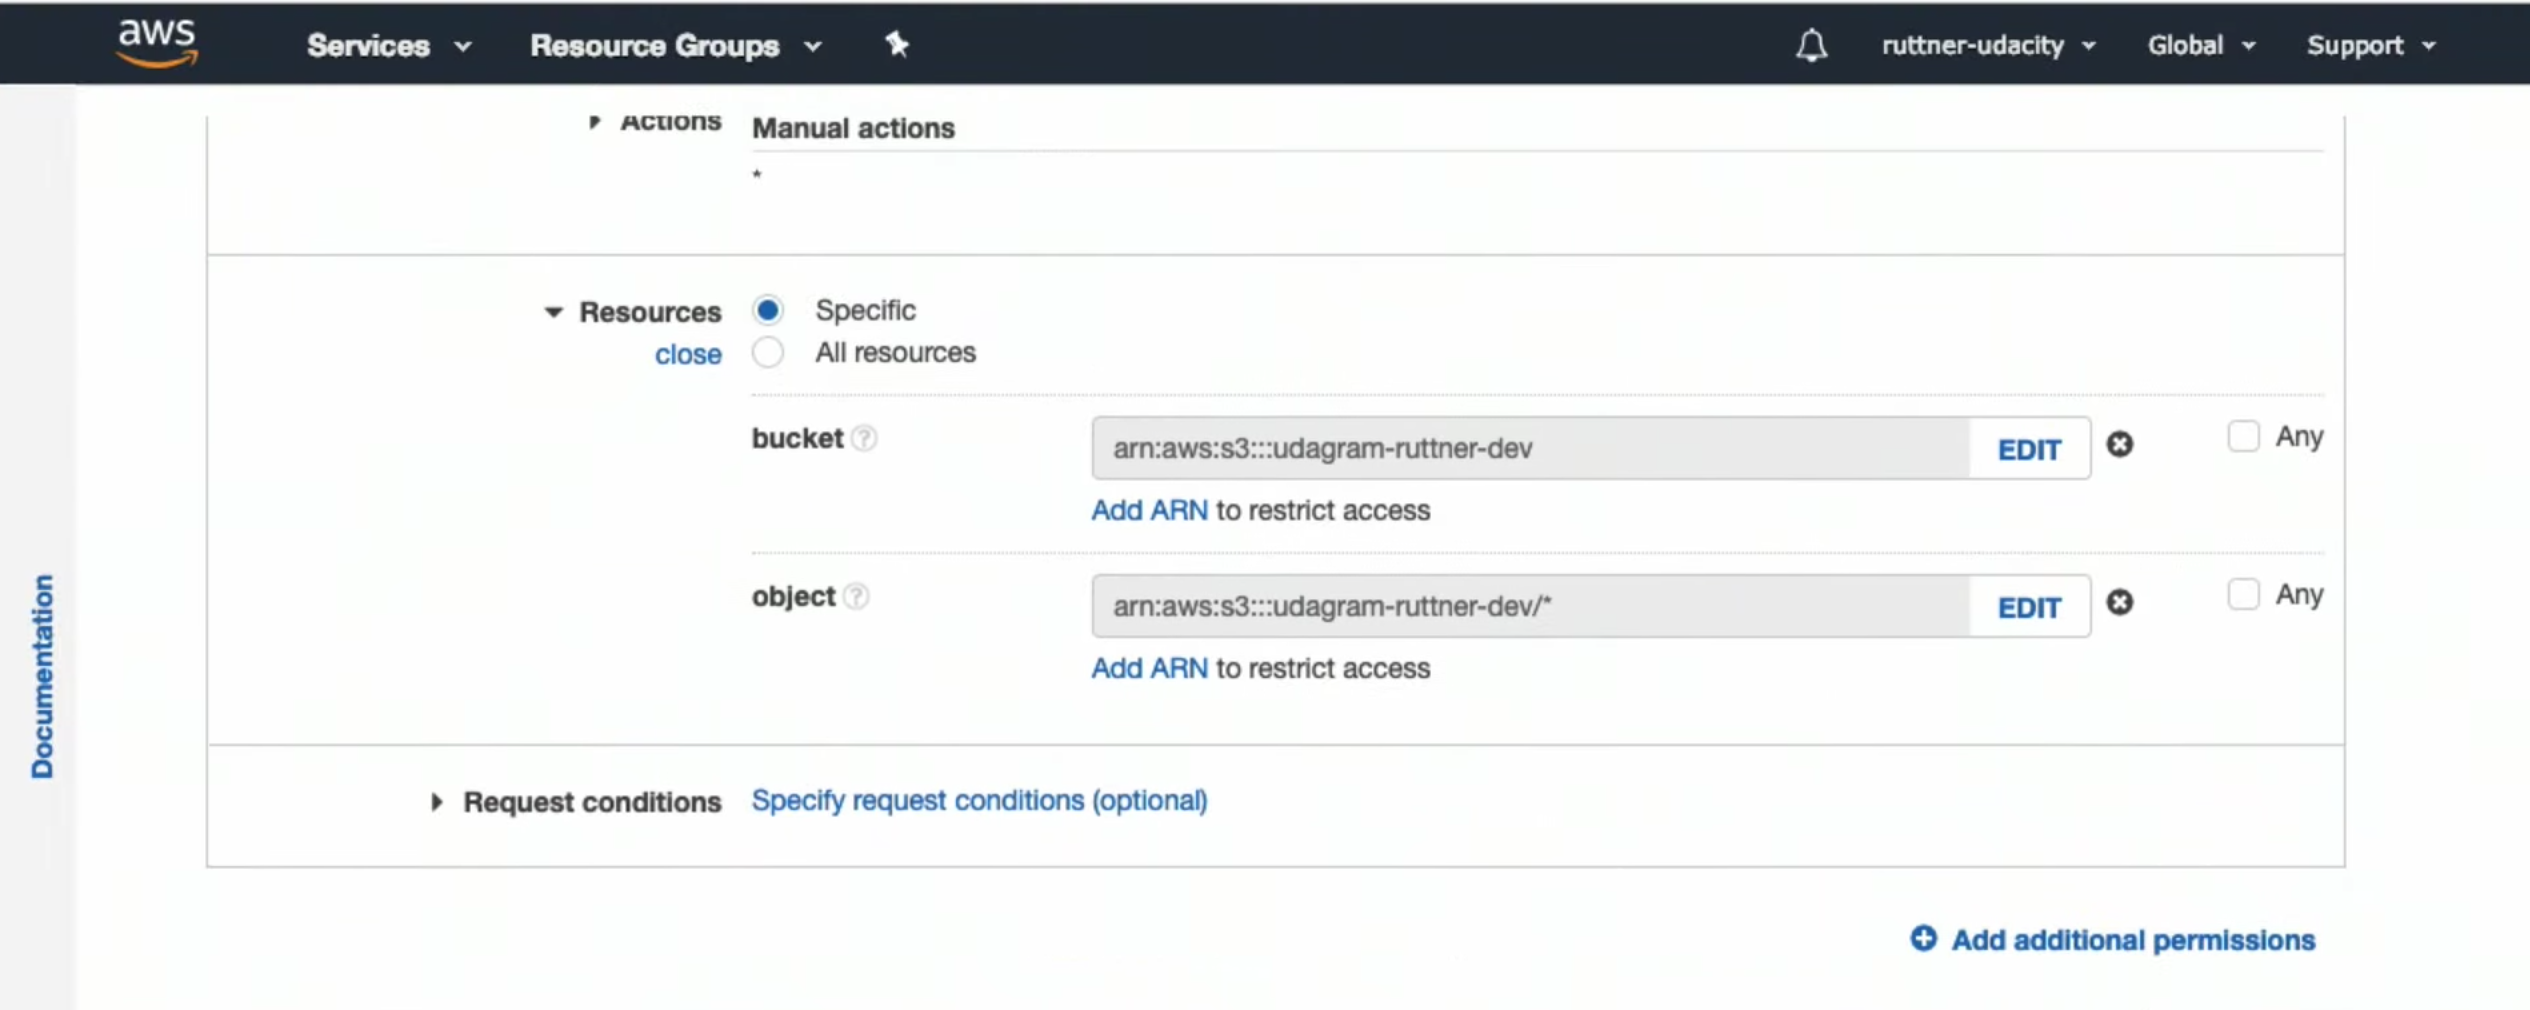 aws Services Resource Groups ruttner-udacity Global Support
Actions Manual actions
*
Resources Specific
close All resources
bucket ? arn:aws:s3:::udagram-ruttner-dev EDIT Any
Add ARN to restrict access
object ? arn:aws:s3:::udagram-ruttner-dev/* EDIT Any
Add ARN to restrict access
Documentation
Request conditions Specify request conditions (optional)
Add additional permissions